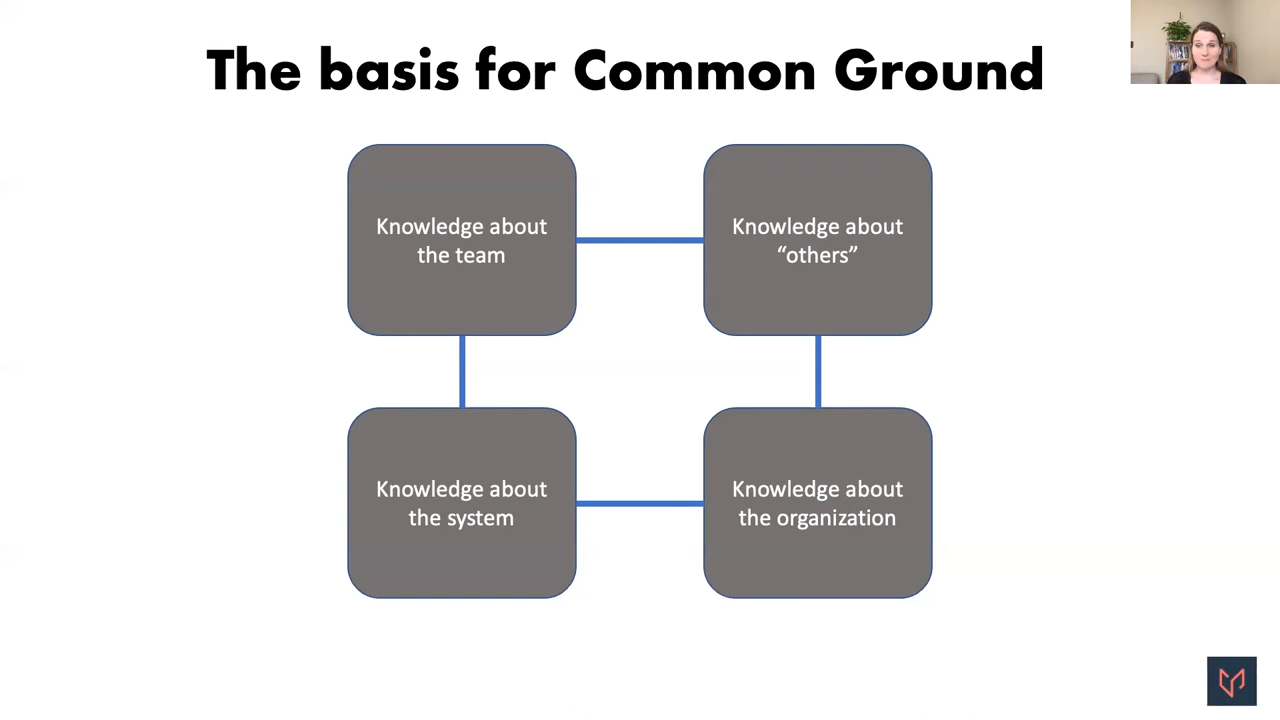 The basis for Common Ground
Knowledge about
the team
Knowledge about
“others”
Knowledge about
the system
Knowledge about
the organization